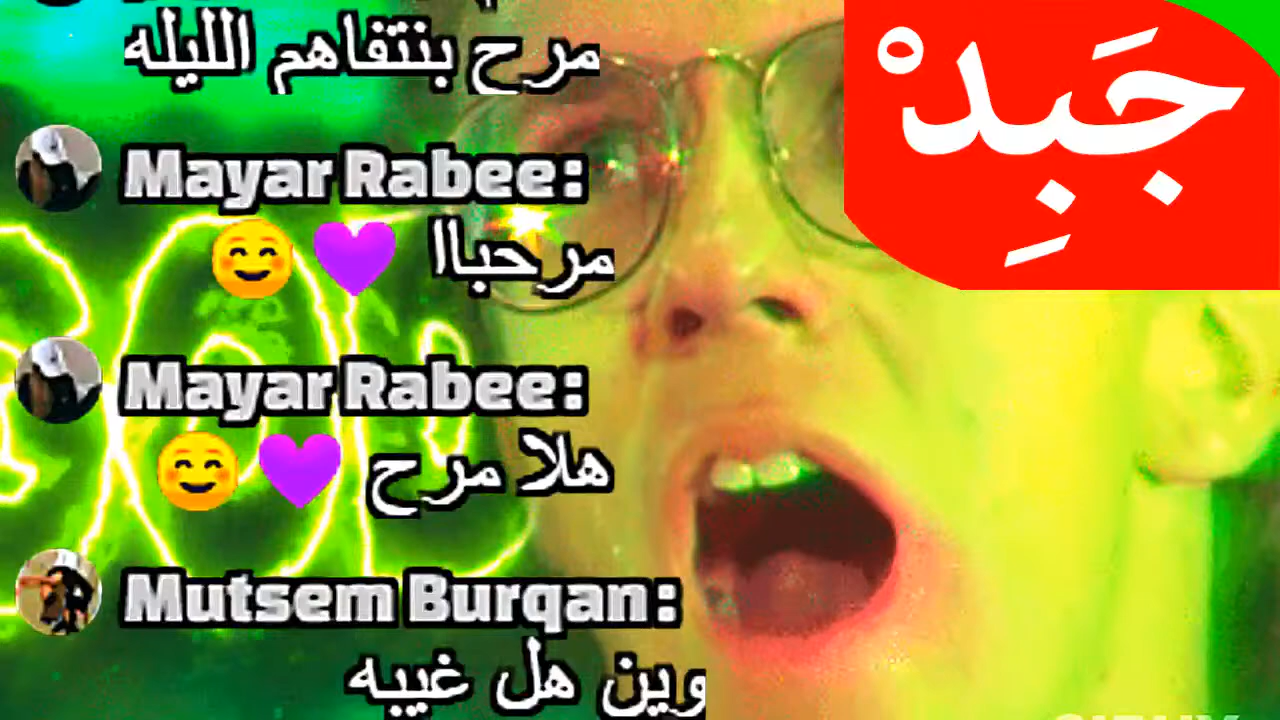 مرح بنتفاهم الليله
جَبِدْه
Mayar Rabee:
مرحباا 💜 ☺️
Mayar Rabee:
هلا مرح 💜 ☺️
Mutsem Burqan:
وين هل غيبه